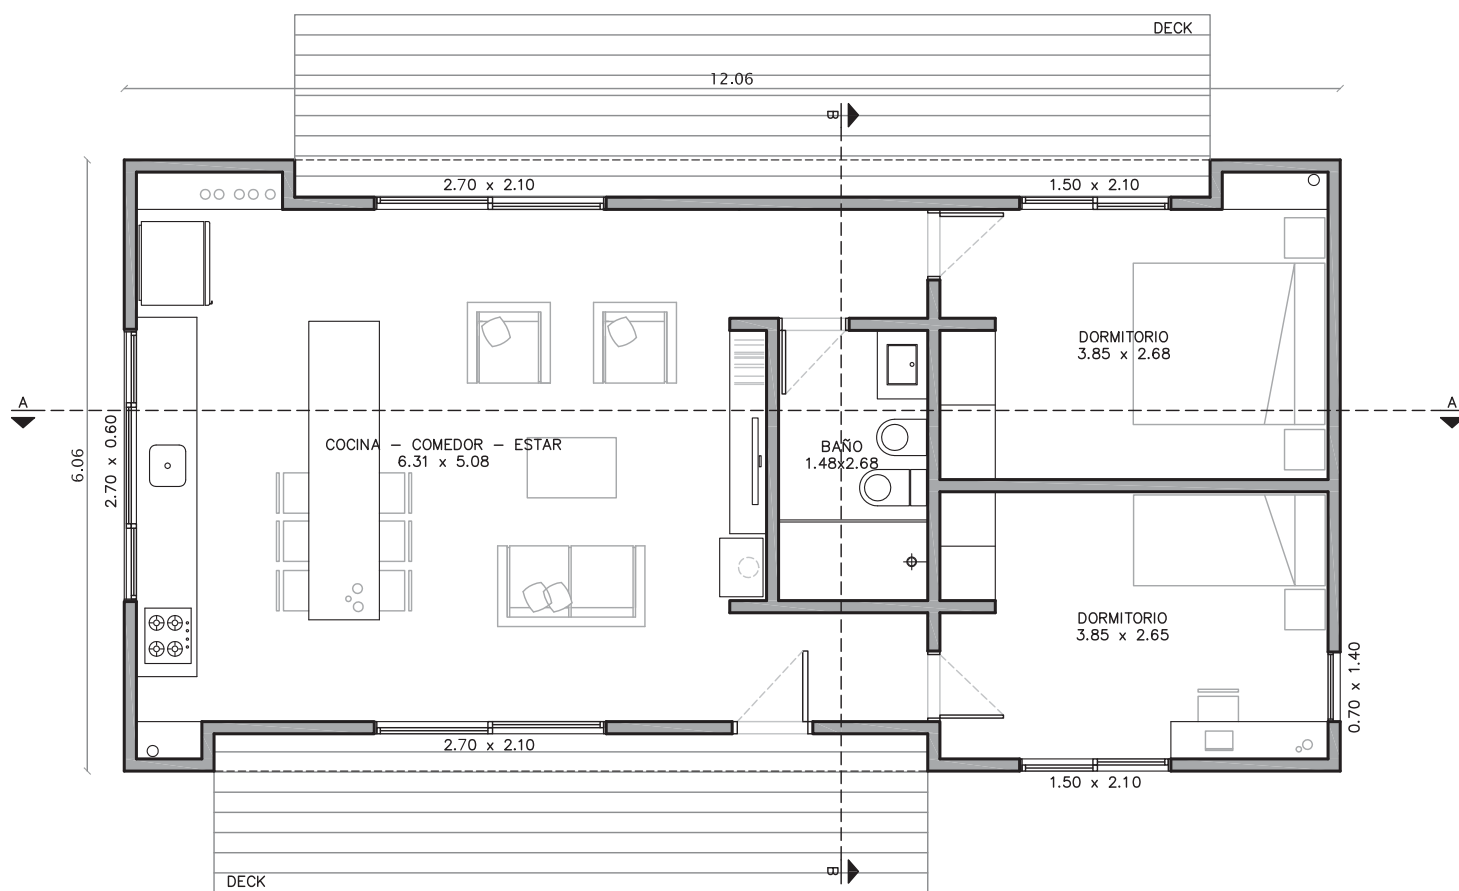 DECK
12.06
B
2.70 x 2.10
1.50 x 2.10
DORMITORIO
3.85 x 2.68
A
A
2.70 x 0.60
6.06
COCINA – COMEDOR – ESTAR
6.31 x 5.08
BAÑO
1.48x2.68
DORMITORIO
3.85 x 2.65
0.70 x 1.40
2.70 x 2.10
1.50 x 2.10
B
DECK